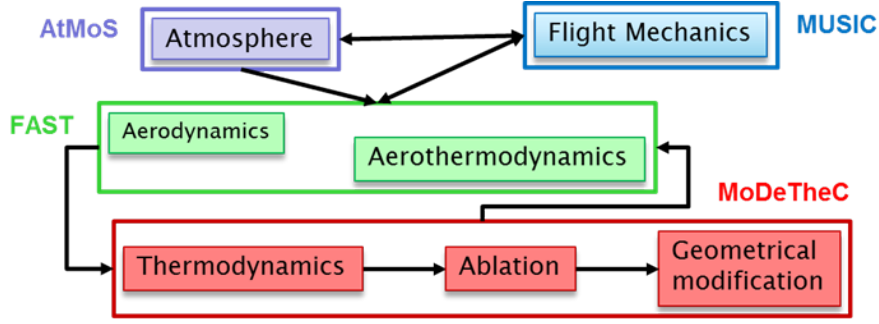 AtMoS
Atmosphere
Flight Mechanics
MUSIC
FAST
Aerodynamics
Aerothermodynamics
MoDeTheC
Thermodynamics
Ablation
Geometrical
modification